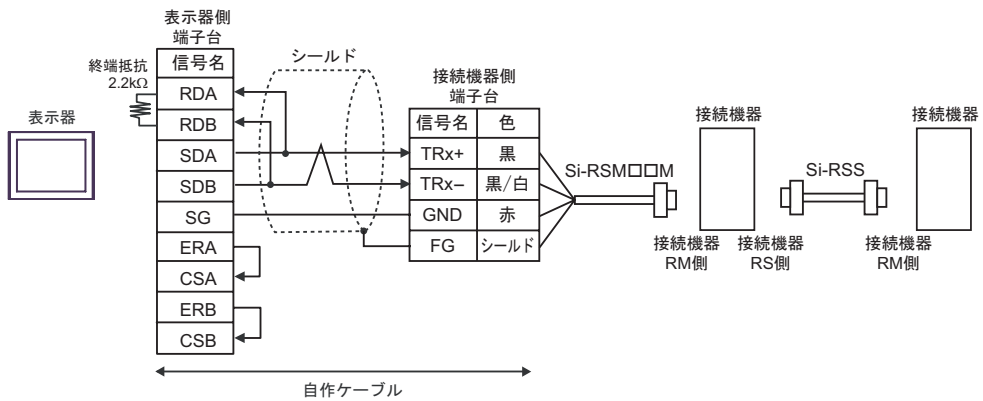 表示器側
端子台
終端抵抗
2.2kΩ
表示器
信号名
RDA
RDB
SDA
SDB
SG
ERA
CSA
ERB
CSB
シールド
接続機器側
端子台
信号名 色
TRx+ 黒
TRx– 黒/白
GND 赤
FG シールド
Si-RSM□□M
接続機器
接続機器
RM側
接続機器
RS側
Si-RSS
接続機器
接続機器
RM側
自作ケーブル